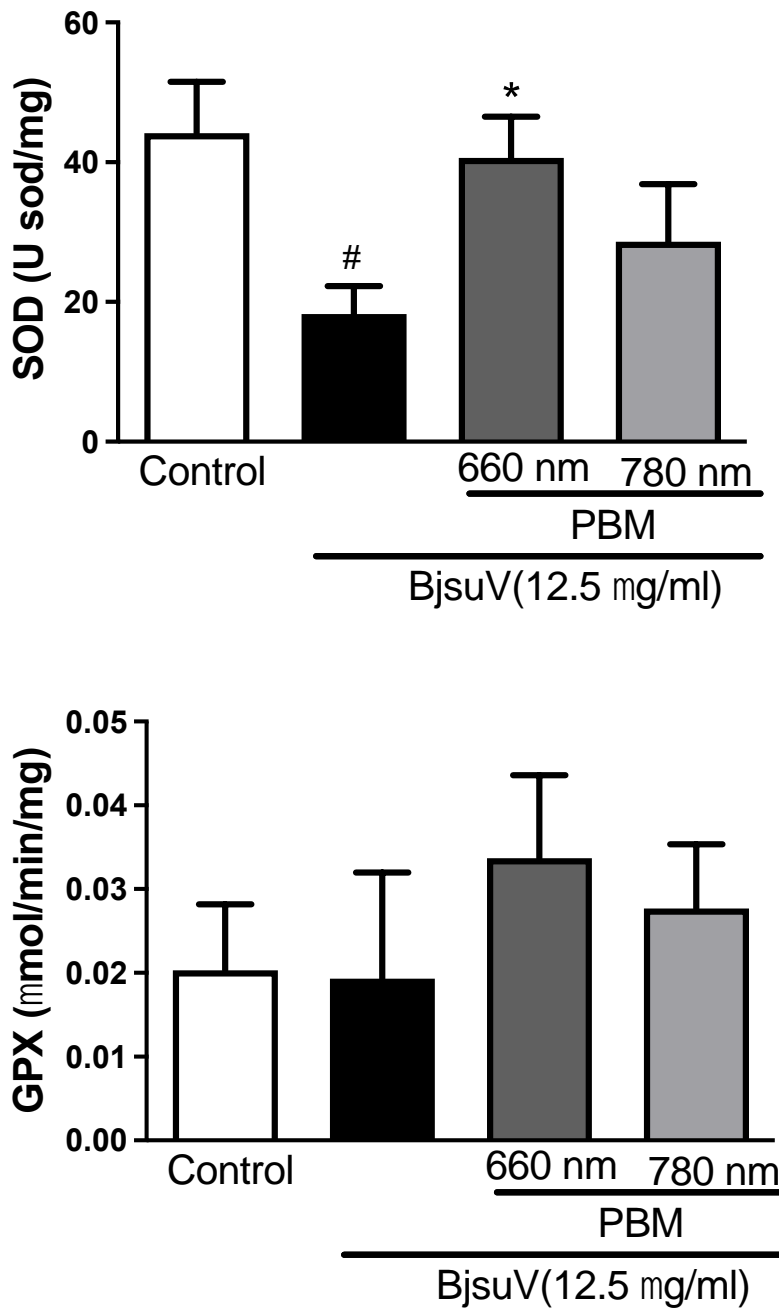 SOD (U sod/mg)
60
40
20
0
#
*
Control
660 nm
780 nm
PBM
BjsuV(12.5 mg/ml)
GPX (mmol/min/mg)
0.05
0.04
0.03
0.02
0.01
0.00
Control
660 nm
780 nm
PBM
BjsuV(12.5 mg/ml)